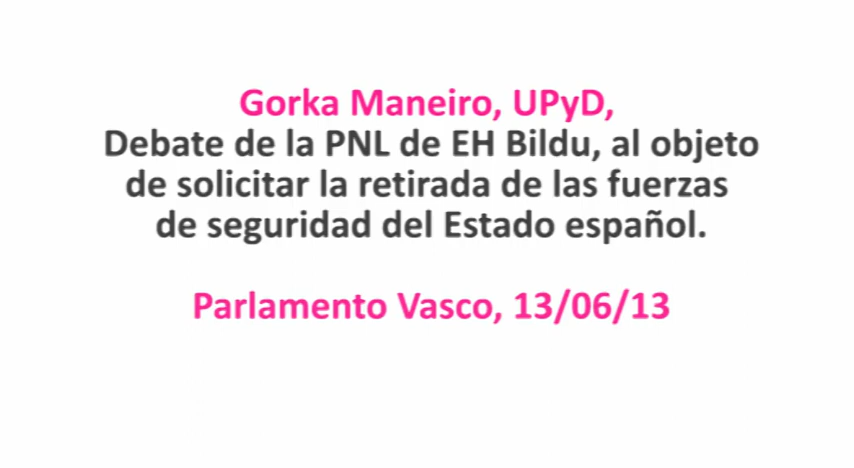 Gorka Maneiro, UPyD,
Debate de la PNL de EH Bildu, al objeto
de solicitar la retirada de las fuerzas
de seguridad del Estado español.
Parlamento Vasco, 13/06/13